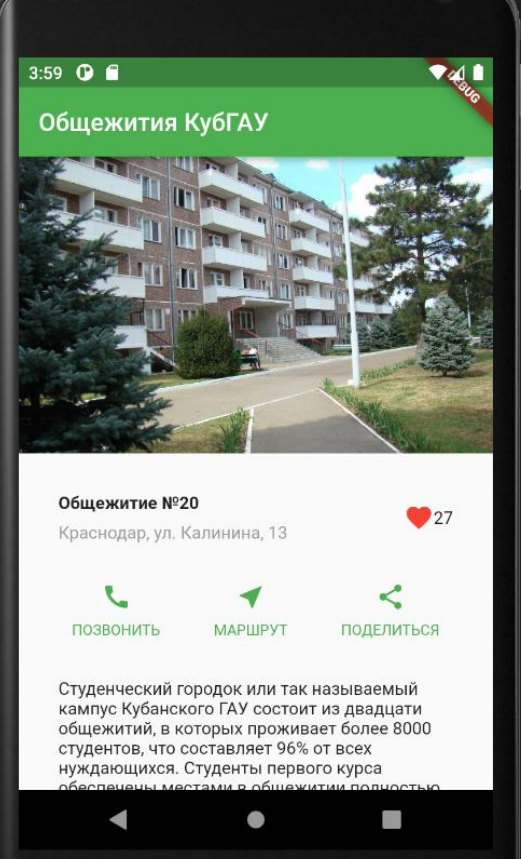 3:59
DEBUG
Общежития КубГАУ
Общежитие №20
Краснодар, ул. Калинина, 13
27
ПОЗВОНИТЬ МАРШРУТ ПОДЕЛИТЬСЯ
Студенческий городок или так называемый
кампус Кубанского ГАУ состоит из двадцати
общежитий, в которых проживает более 8000
студентов, что составляет 96% от всех
нуждающихся. Студенты первого курса
обеспечены местами в общежитии полностью